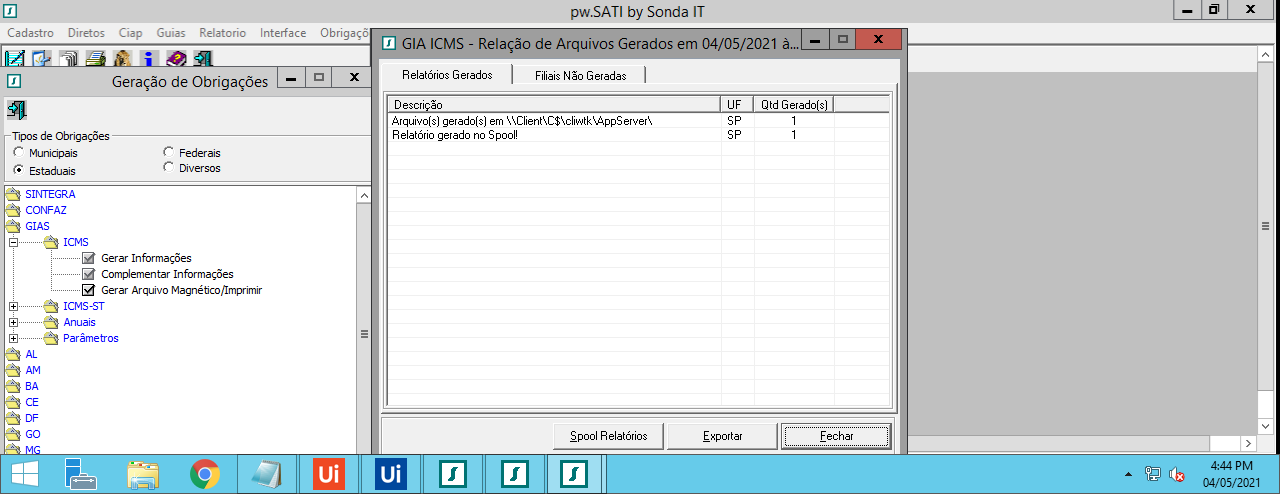 pw.SATI by Sonda IT
Cadastro Diretos Ciap Guias Relatorio Interface Obrigaçõ
GIA ICMS - Relação de Arquivos Gerados em 04/05/2021 à...
Geração de Obrigações
Relatórios Gerados Filiais Não Geradas
Descrição UF Qtd Gerado(s)
Arquivo(s) gerado(s) em \\Client\C$\cliwtk\AppServer\ SP 1
Relatório gerado no Spool! SP 1
Tipos de Obrigações
Municipais Federais
Estaduais Diversos
SINTEGRA
CONFAZ
GIAS
ICMS
Gerar Informações
Complementar Informações
Gerar Arquivo Magnético/Imprimir
ICMS-ST
Anuais
Parâmetros
AL
AM
BA
CE
DF
GO
MG
Spool Relatórios Exportar Fechar
Ui Ui
4:44 PM
04/05/2021